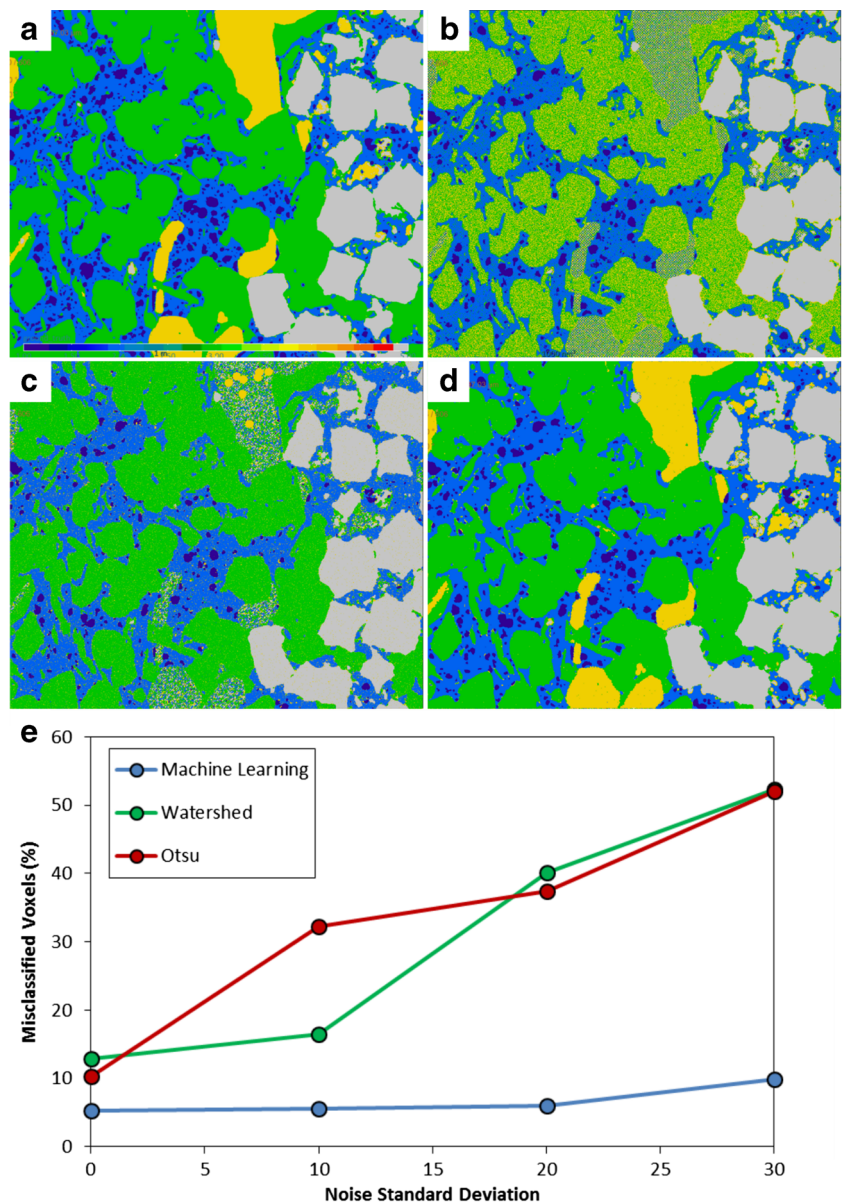 a
b
c
d
e
60
Machine Learning
50
Watershed
40
Otsu
30
20
10
0
Misclassified Voxels (%)
0 5 10 15 20 25 30
Noise Standard Deviation